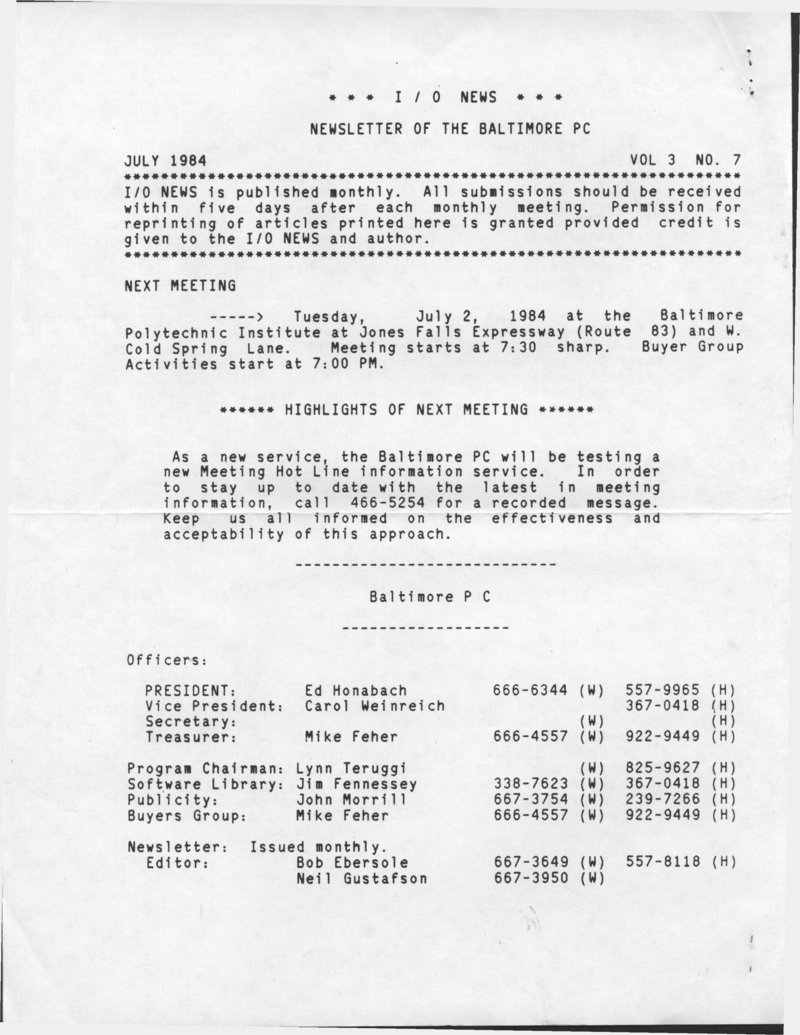 * * * I / O NEWS * * *
NEWSLETTER OF THE BALTIMORE PC
JULY 1984 VOL 3 NO. 7
*******************************************************************
I/O NEWS is published monthly. All submissions should be received
within five days after each monthly meeting. Permission for
reprinting of articles printed here is granted provided credit is
given to the I/O NEWS and author.
*******************************************************************
NEXT MEETING
-----> Tuesday, July 2, 1984 at the Baltimore
Polytechnic Institute at Jones Falls Expressway (Route 83) and W.
Cold Spring Lane. Meeting starts at 7:30 sharp. Buyer Group
Activities start at 7:00 PM.
****** HIGHLIGHTS OF NEXT MEETING ******
As a new service, the Baltimore PC will be testing a
new Meeting Hot Line information service. In order
to stay up to date with the latest in meeting
information, call 466-5254 for a recorded message.
Keep us all informed on the effectiveness and
acceptability of this approach.
----------------------------
Baltimore P C
------------------
Officers:
PRESIDENT: Ed Honabach 666-6344 (W) 557-9965 (H)
Vice President: Carol Weinreich 367-0418 (H)
Secretary: (W) (H)
Treasurer: Mike Feher 666-4557 (W) 922-9449 (H)
Program Chairman: Lynn Teruggi (W) 825-9627 (H)
Software Library: Jim Fennessey 338-7623 (W) 367-0418 (H)
Publicity: John Morrill 667-3754 (W) 239-7266 (H)
Buyers Group: Mike Feher 666-4557 (W) 922-9449 (H)
Newsletter: Issued monthly.
Editor: Bob Ebersole 667-3649 (W) 557-8118 (H)
Neil Gustafson 667-3950 (W)